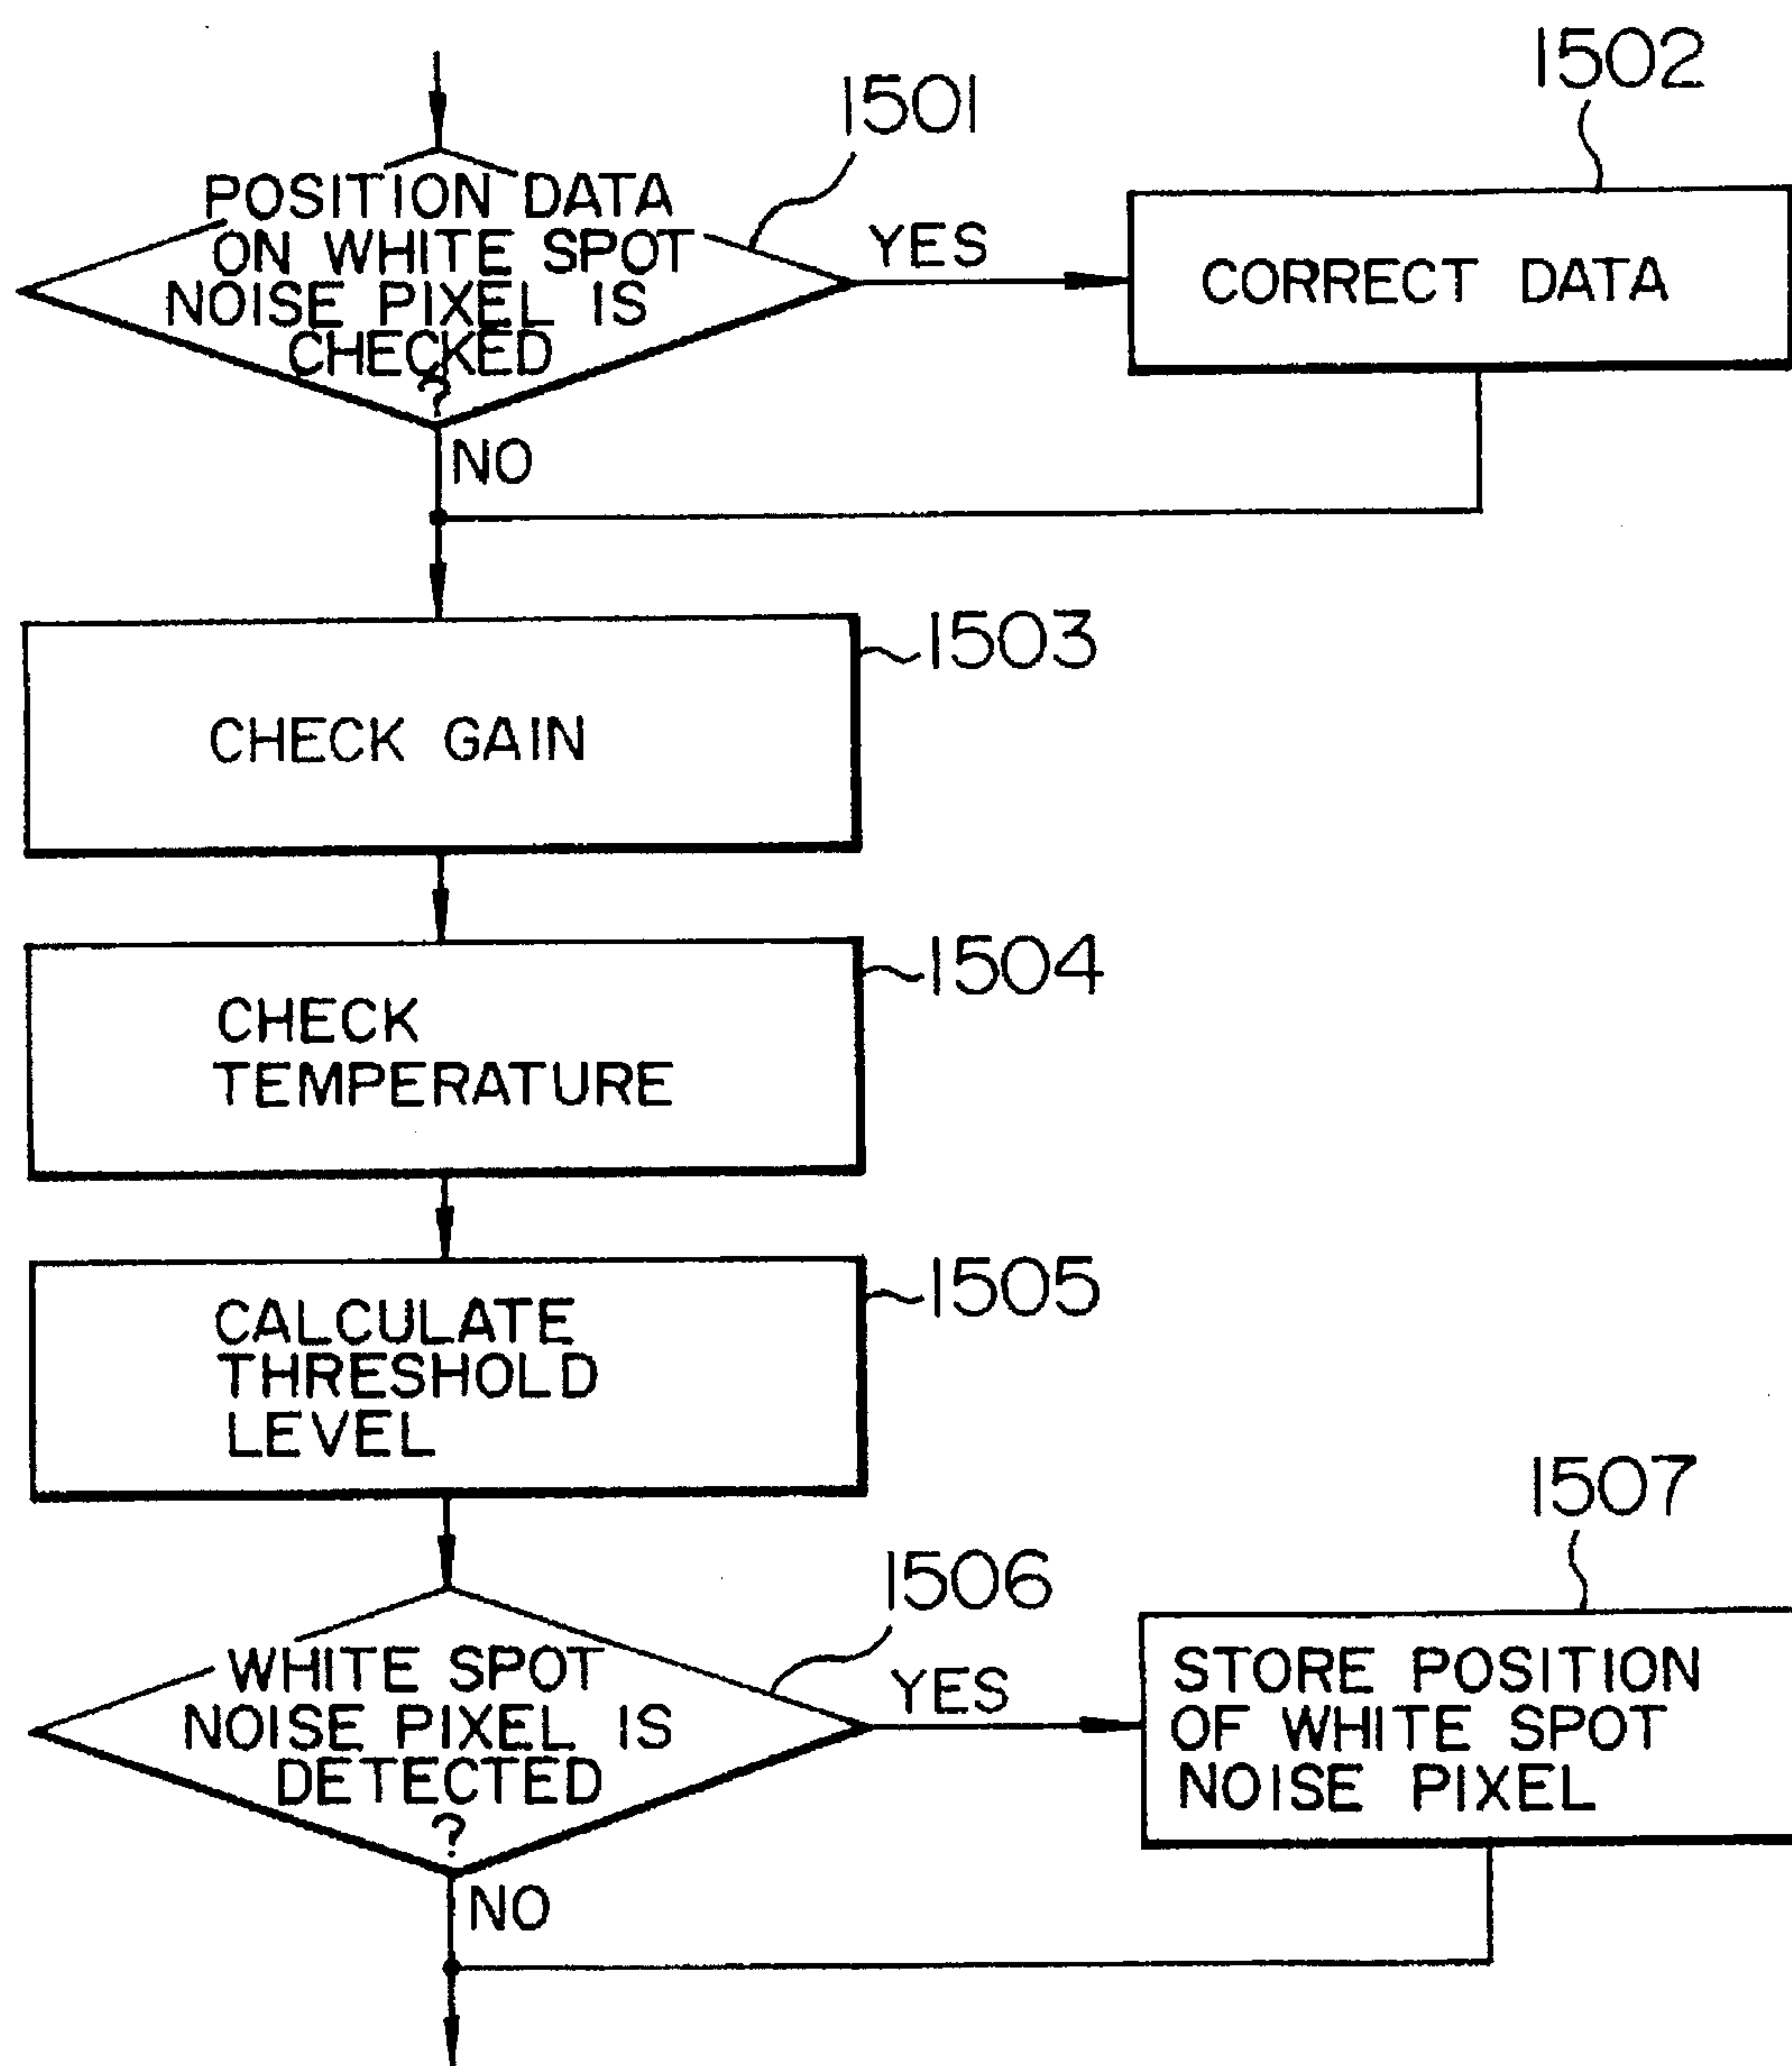 1501
1502
POSITION DATA
ON WHITE SPOT
NOISE PIXEL IS
CHECKED
?
YES
CORRECT DATA
NO
1503
CHECK GAIN
1504
CHECK
TEMPERATURE
1505
CALCULATE
THRESHOLD
LEVEL
1506
1507
WHITE SPOT
NOISE PIXEL IS
DETECTED
?
YES
STORE POSITION
OF WHITE SPOT
NOISE PIXEL
NO